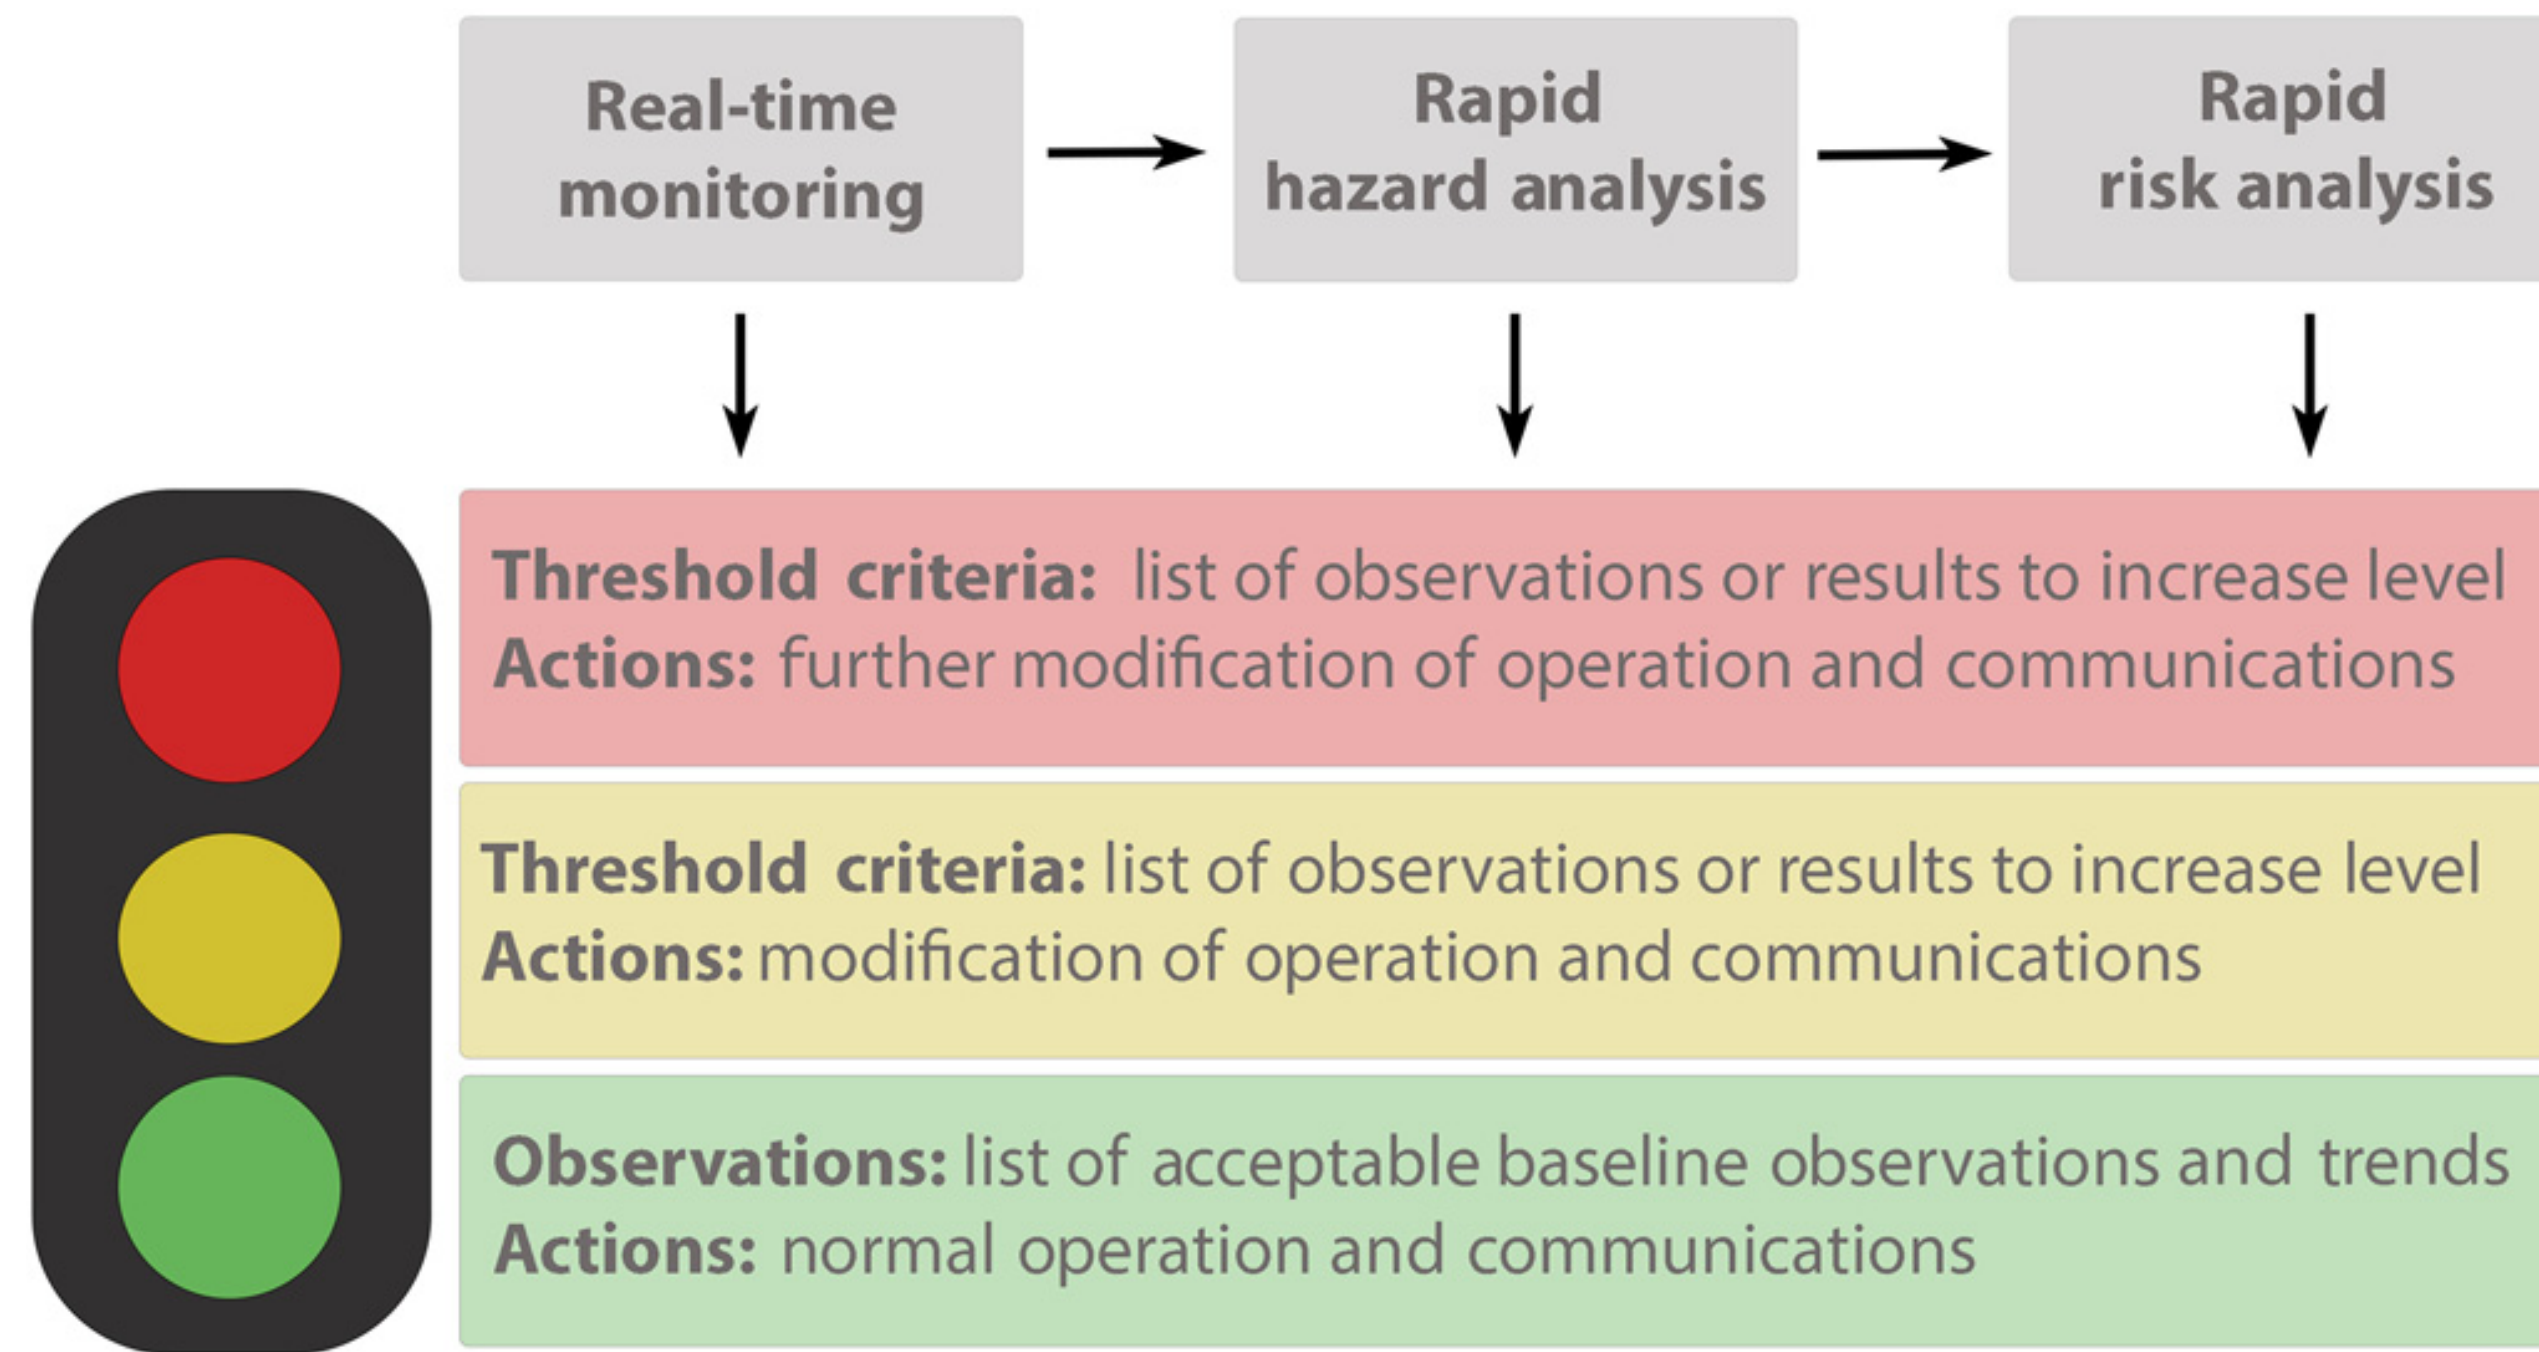 Real-time
monitoring
Rapid
hazard analysis
Rapid
risk analysis
Threshold criteria: list of observations or results to increase level
Actions: further modification of operation and communications
Threshold criteria: list of observations or results to increase level
Actions: modification of operation and communications
Observations: list of acceptable baseline observations and trends
Actions: normal operation and communications